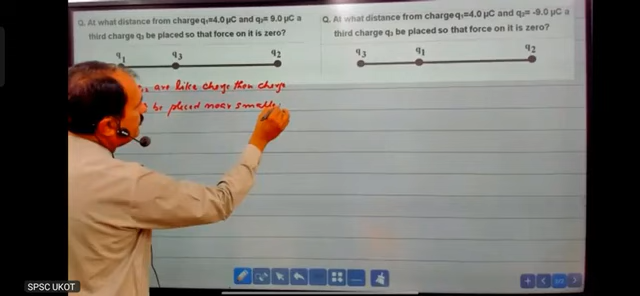 Q. At what distance from charge q₁=4.0 μC and q₂= 9.0 μC a
third charge q₃ be placed so that force on it is zero?
q₁ q₃ q₂
are like charge then charge
be placed near smalle
Q. At what distance from charge q₁=4.0 μC and q₂= -9.0 μC a
third charge q₃ be placed so that force on it is zero?
q₃ q₁ q₂
SPSC UKOT